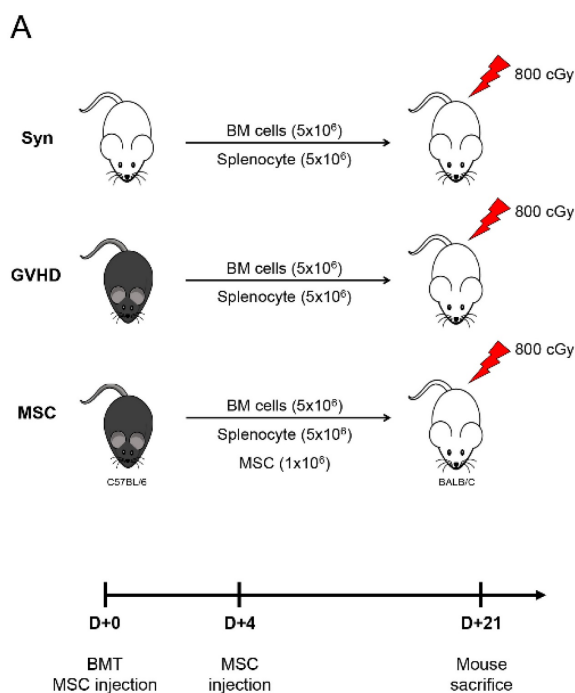 A
800 cGy
Syn
BM cells (5x10⁶)
Splenocyte (5x10⁶)
800 cGy
GVHD
BM cells (5x10⁶)
Splenocyte (5x10⁶)
800 cGy
MSC
BM cells (5x10⁶)
Splenocyte (5x10⁶)
MSC (1x10⁶)
C57BL/6
BALB/C
D+0
D+4
D+21
BMT
MSC injection
MSC
injection
Mouse
sacrifice